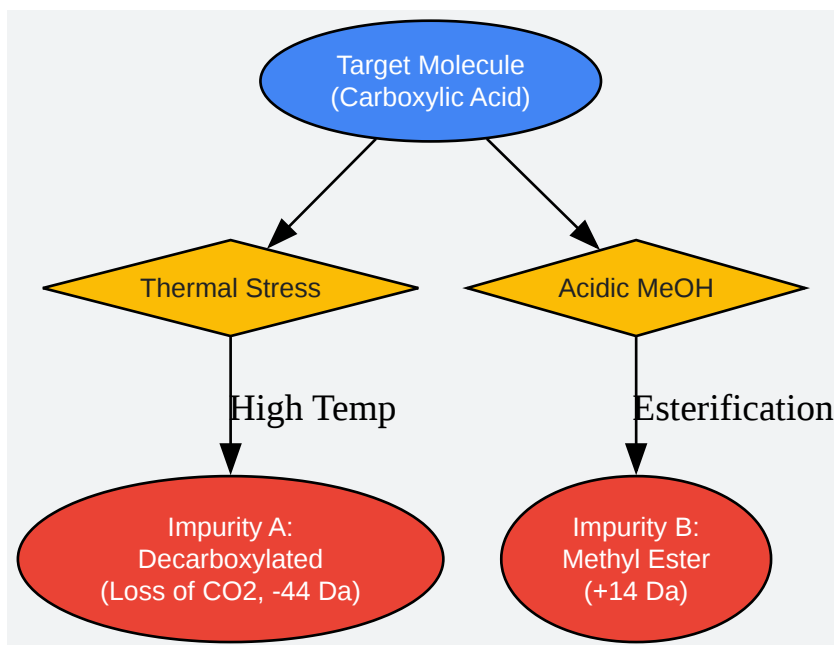 Target Molecule
(Carboxylic Acid)
Thermal Stress
Acidic MeOH
High Temp
Esterification
Impurity A:
Decarboxylated
(Loss of CO2, -44 Da)
Impurity B:
Methyl Ester
(+14 Da)